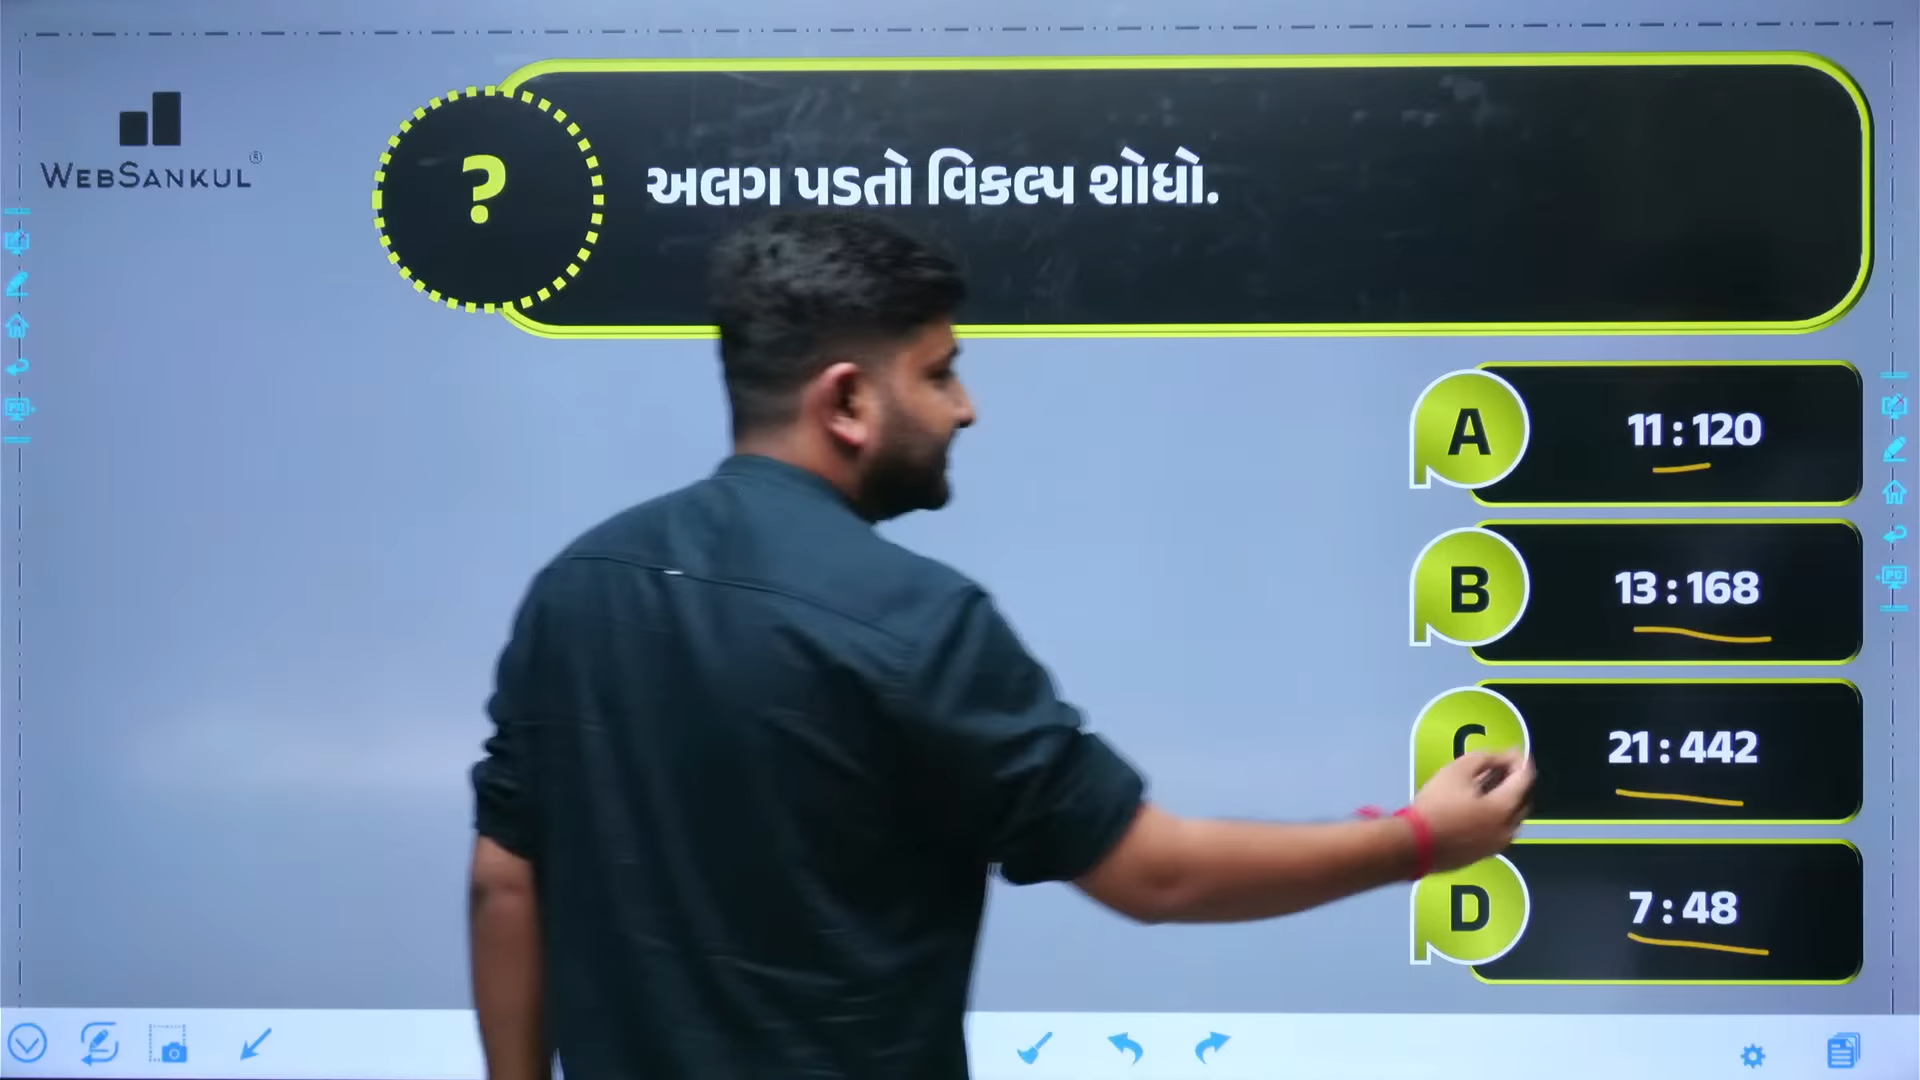 WEBSANKUL®
?
અલગ પડતો વિકલ્પ શોધો.
A
11 : 120
B
13 : 168
C
21 : 442
D
7 : 48